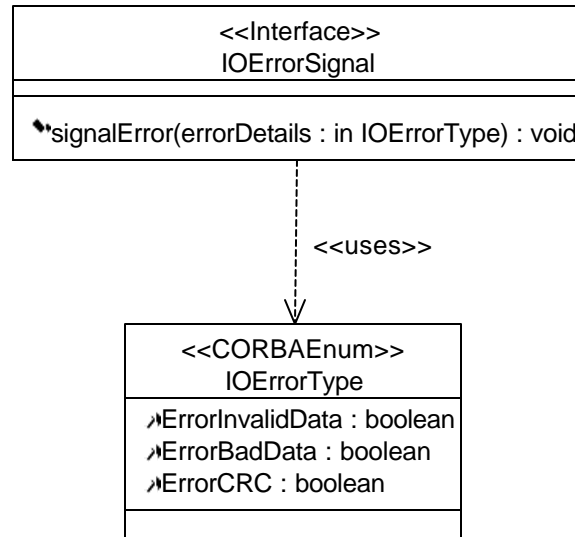 <<Interface>>
IOErrorSignal
signalError(errorDetails : in IOErrorType) : void
<<uses>>
<<CORBAEnum>>
IOErrorType
ErrorInvalidData : boolean
ErrorBadData : boolean
ErrorCRC : boolean